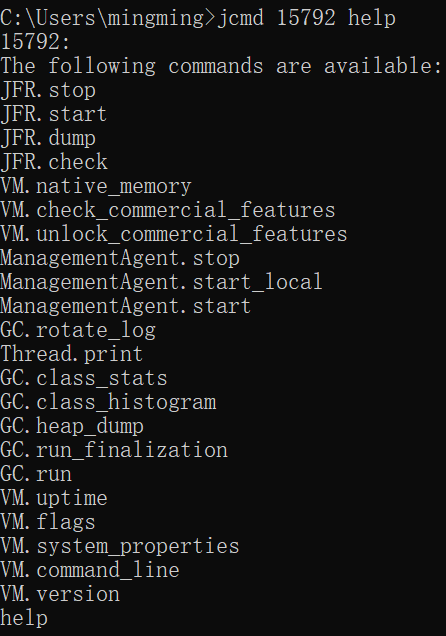 C:\Users\mingming>jcmd 15792 help
15792:
The following commands are available:
JFR.stop
JFR.start
JFR.dump
JFR.check
VM.native_memory
VM.check_commercial_features
VM.unlock_commercial_features
ManagementAgent.stop
ManagementAgent.start_local
ManagementAgent.start
GC.rotate_log
Thread.print
GC.class_stats
GC.class_histogram
GC.heap_dump
GC.run_finalization
GC.run
VM.uptime
VM.flags
VM.system_properties
VM.command_line
VM.version
help